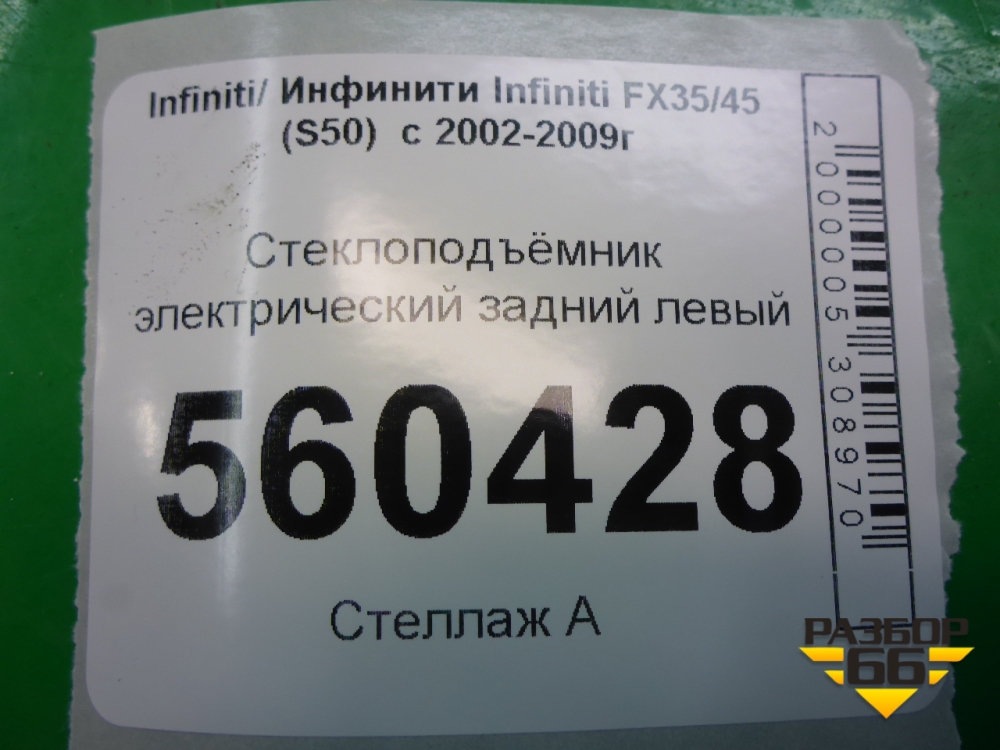 Infiniti/ Инфинити Infiniti FX35/45
(S50) с 2002-2009г
Стеклоподъёмник
электрический задний левый
560428
Стеллаж А
2000005308970
РАЗБОР
66